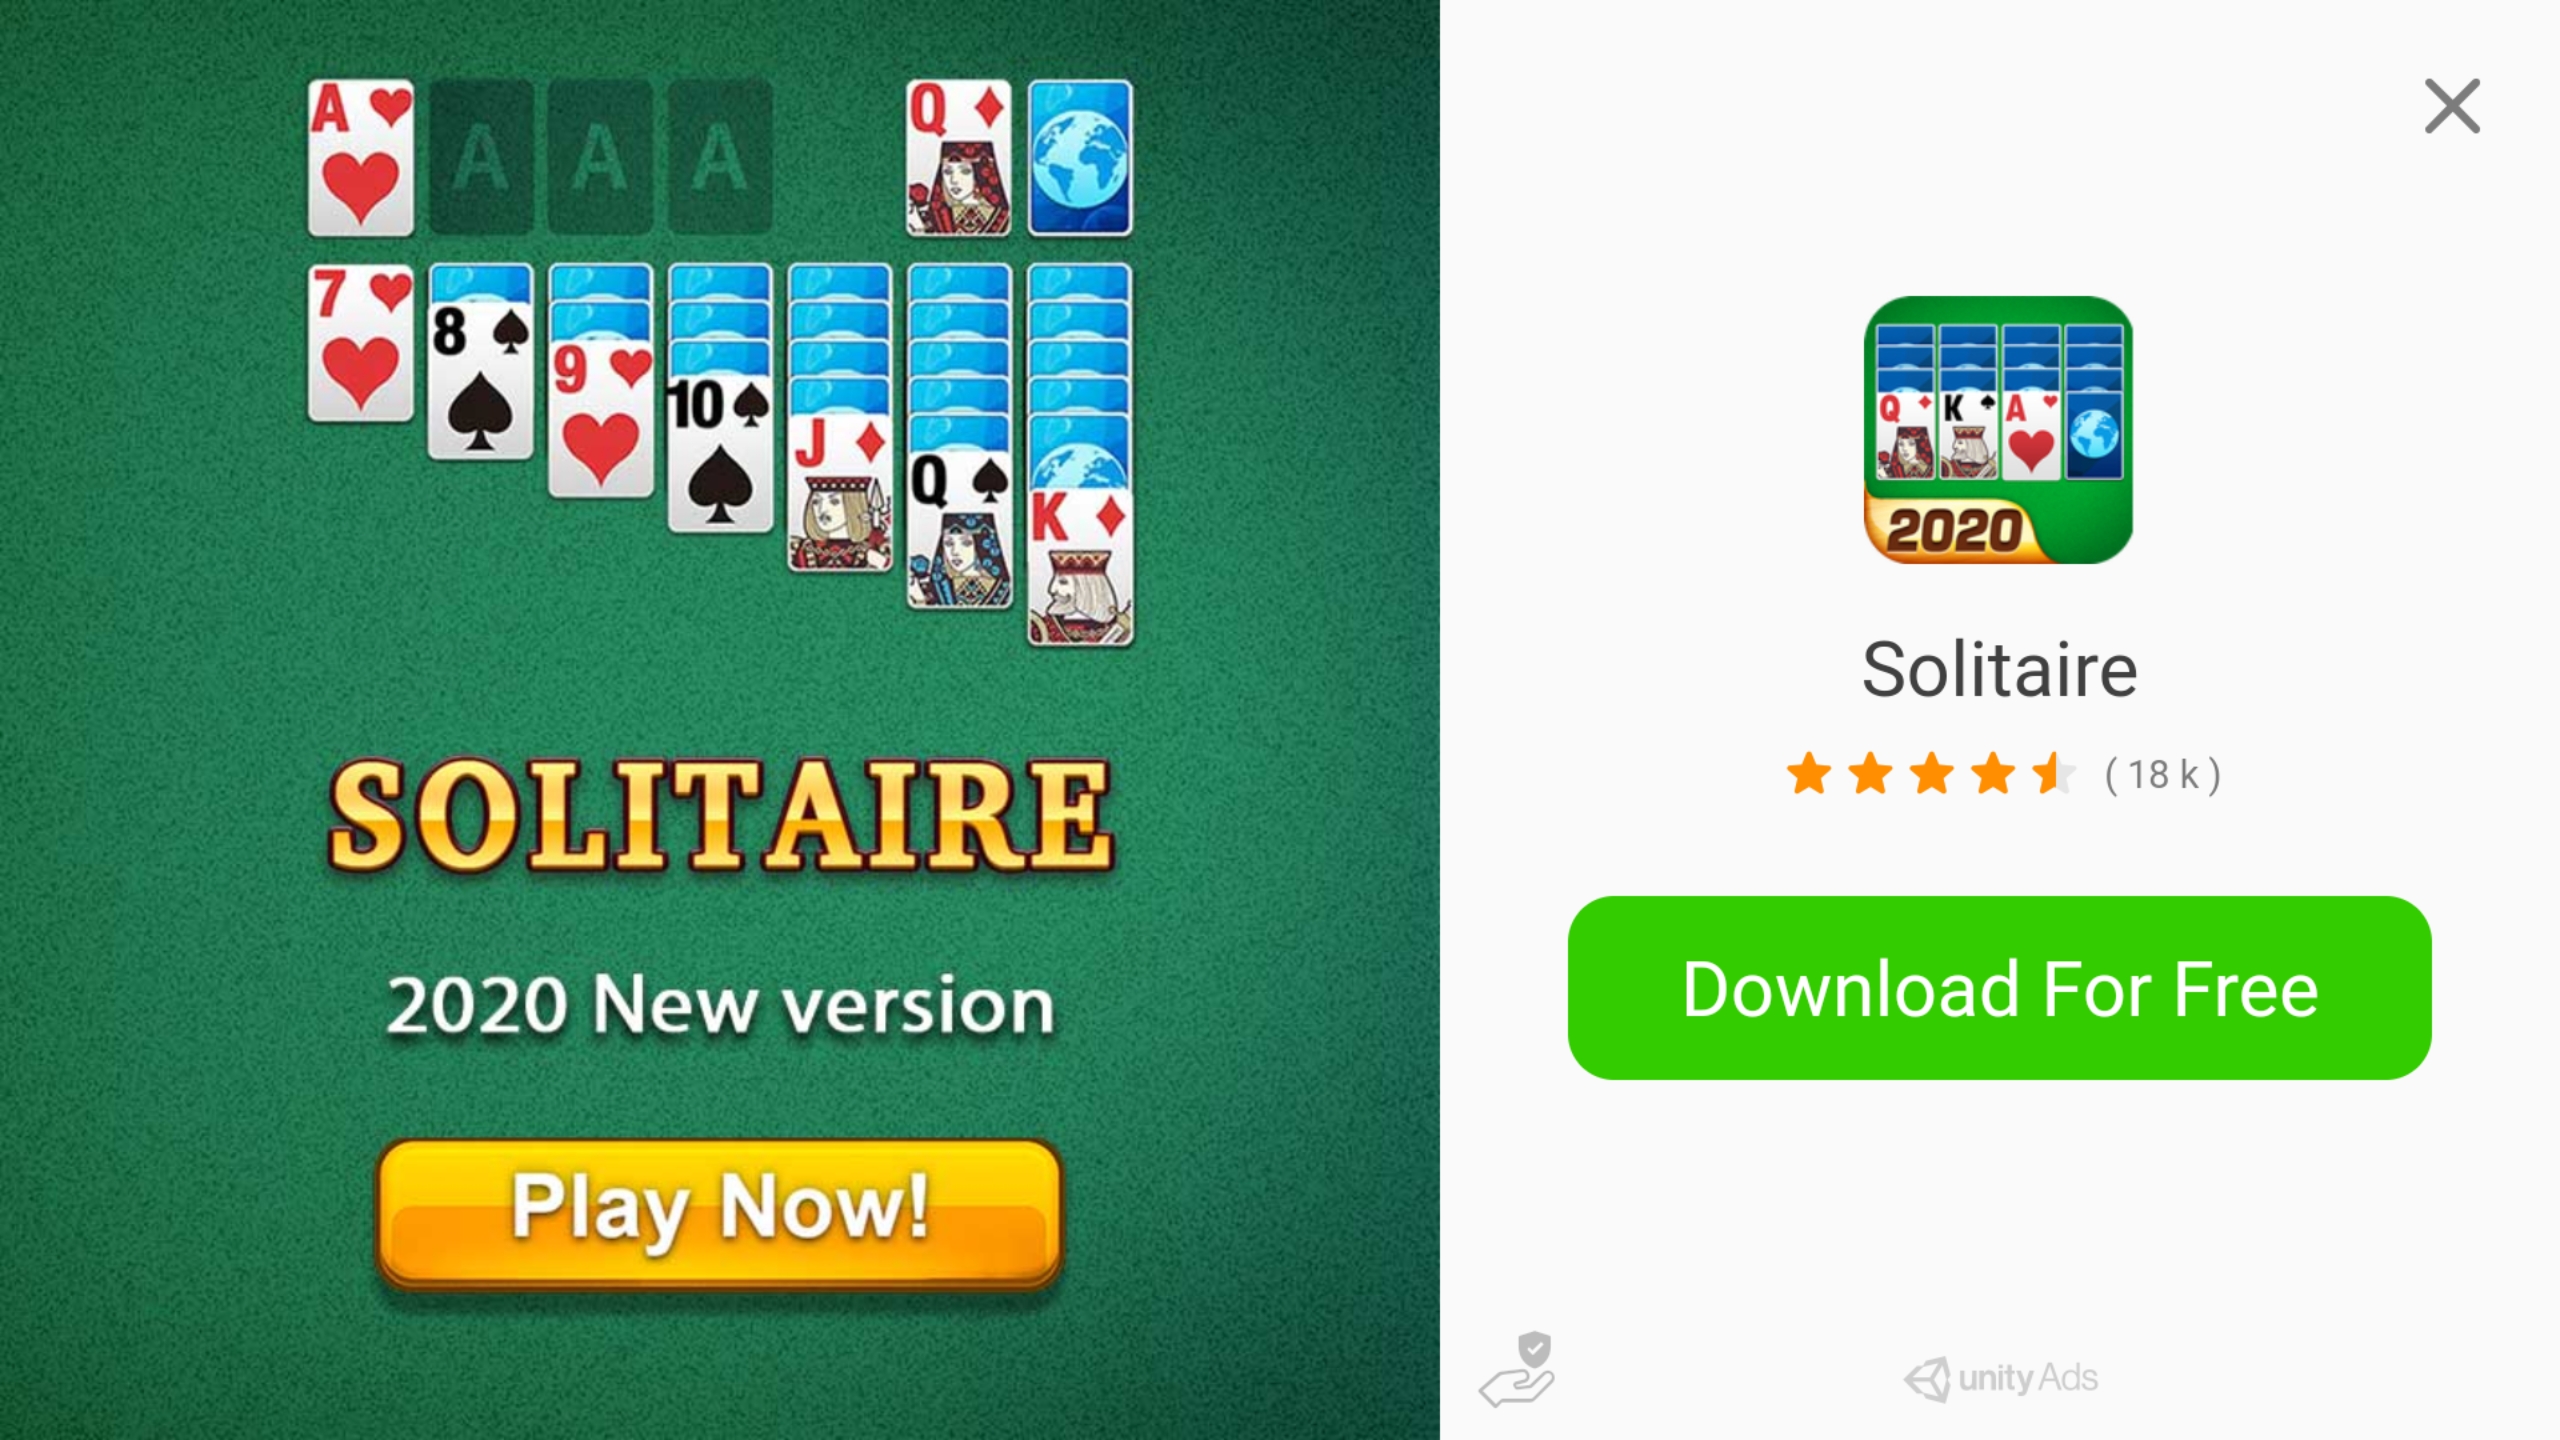 A A A A Q
7 8 9 10 J Q K
SOLITAIRE
2020 New version
Play Now!
Q K A
2020
Solitaire
( 18 k )
Download For Free
unity Ads